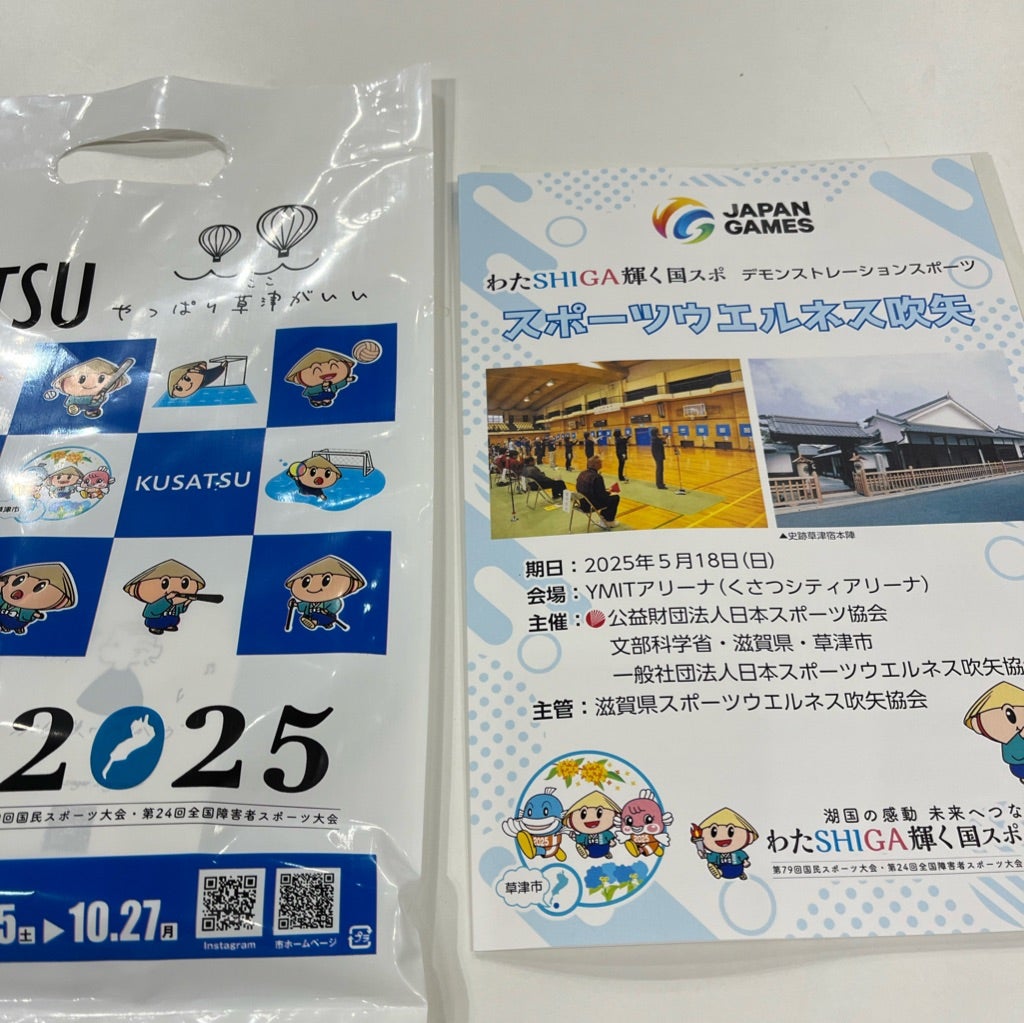 TSU
ここ
やっぱり草津がいい
草津市
KUSATSU
2025
回国民スポーツ大会・第24回全国障害者スポーツ大会
5土▶10.27月
Instagram
市ホームページ
プラ
JAPAN
GAMES
わたSHIGA輝く国スポ デモンストレーションスポーツ
スポーツウエルネス吹矢
▲史跡草津宿本陣
期日：2025年5月18日(日)
会場：YMITアリーナ(くさつシティアリーナ)
主催：公益財団法人日本スポーツ協会
文部科学省・滋賀県・草津市
一般社団法人日本スポーツウエルネス吹矢協
主管：滋賀県スポーツウエルネス吹矢協会
草津市
湖国の感動 未来へつな
わたSHIGA輝く国スポ
第79回国民スポーツ大会・第24回全国障害者スポーツ大会